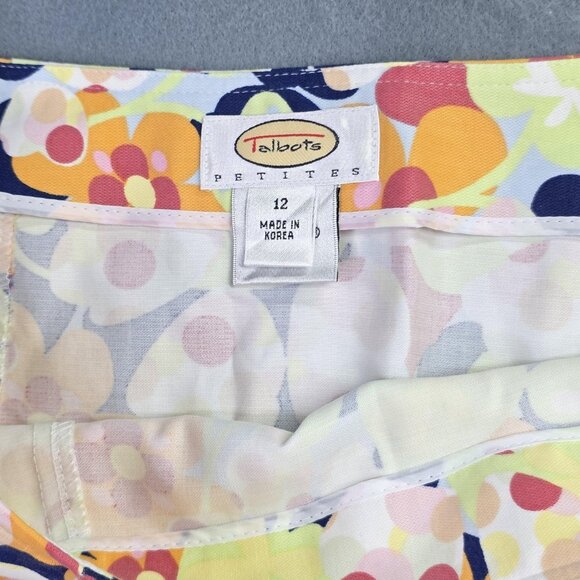 Talbots
PETITES
12
MADE IN
KOREA